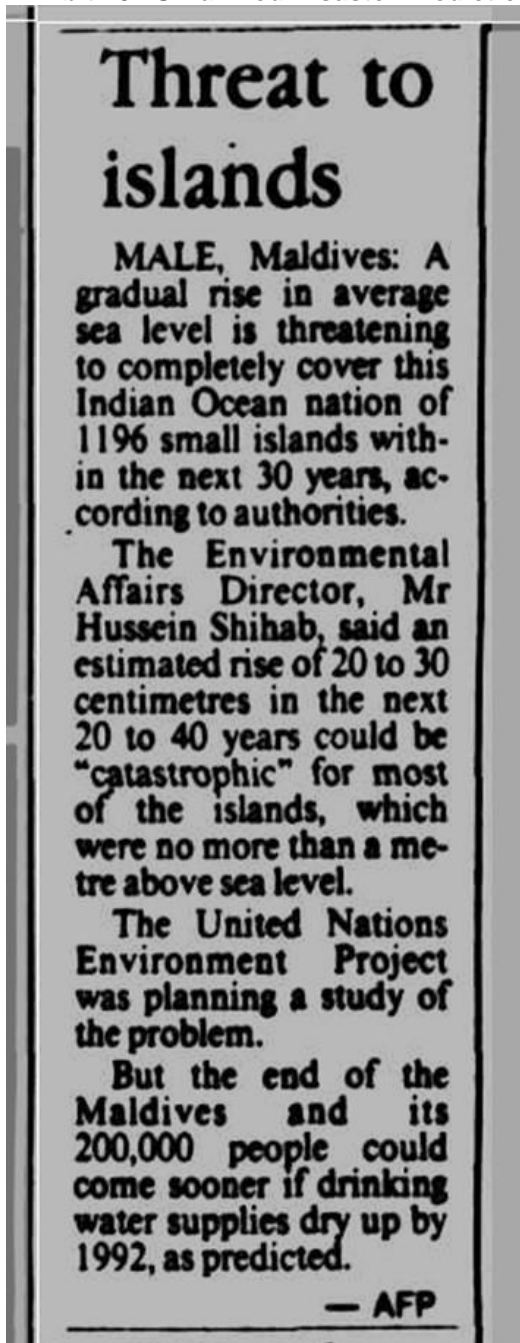 Threat to
islands
MALE, Maldives: A
gradual rise in average
sea level is threatening
to completely cover this
Indian Ocean nation of
1196 small islands with-
in the next 30 years, ac-
cording to authorities.
The Environmental
Affairs Director, Mr
Hussein Shihab, said an
estimated rise of 20 to 30
centimetres in the next
20 to 40 years could be
"catastrophic" for most
of the islands, which
were no more than a me-
tre above sea level.
The United Nations
Environment Project
was planning a study of
the problem.
But the end of the
Maldives and its
200,000 people could
come sooner if drinking
water supplies dry up by
1992, as predicted.
— AFP